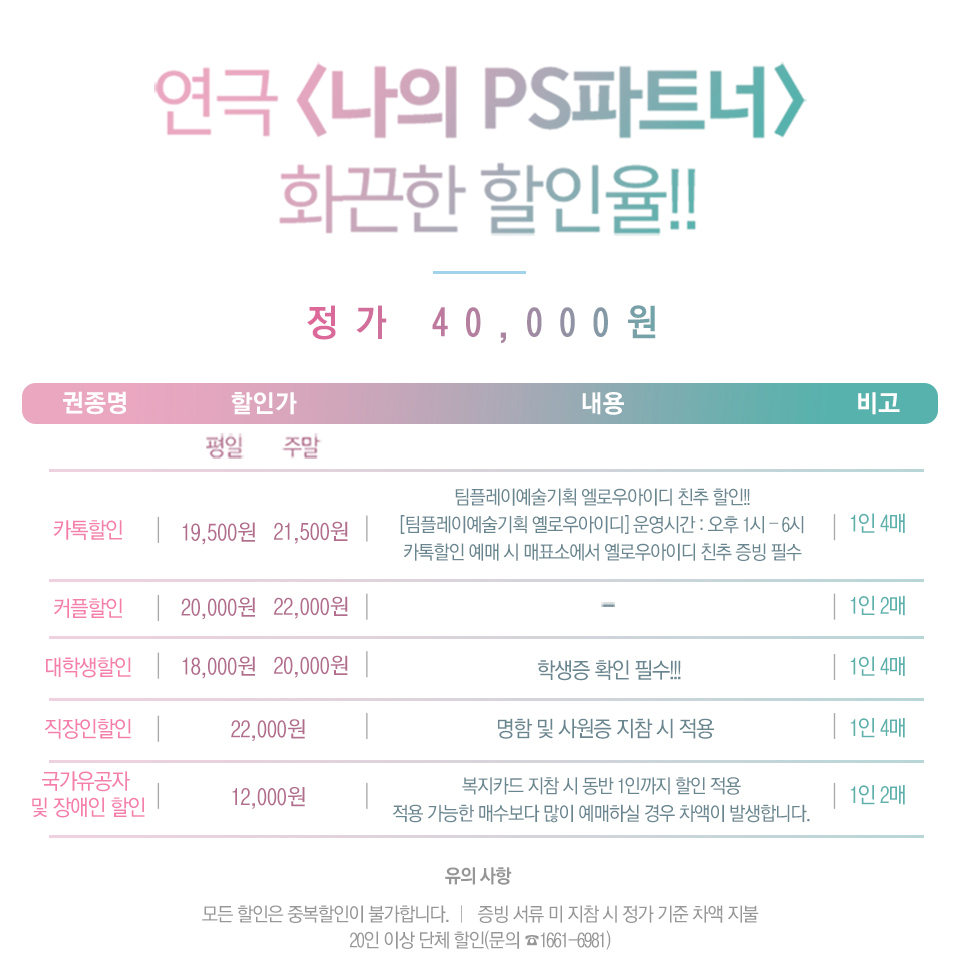 연극 〈나의 PS파트너〉
화끈한 할인율!!
정가 40,000원
권종명 할인가 내용 비고
평일 주말
팀플레이예술기획 엘로우아이디 친추 할인!!
카톡할인 19,500원 21,500원 [팀플레이예술기획 옐로우아이디] 운영시간 : 오후 1시 - 6시 1인 4매
카톡할인 예매 시 매표소에서 옐로우아이디 친추 증빙 필수
커플할인 20,000원 22,000원 - 1인 2매
대학생할인 18,000원 20,000원 학생증 확인 필수!!! 1인 4매
직장인할인 22,000원 명함 및 사원증 지참 시 적용 1인 4매
국가유공자 복지카드 지참 시 동반 1인까지 할인 적용
및 장애인 할인 12,000원 적용 가능한 매수보다 많이 예매하실 경우 차액이 발생합니다. 1인 2매
유의 사항
모든 할인은 중복할인이 불가합니다. | 증빙 서류 미 지참 시 정가 기준 차액 지불
20인 이상 단체 할인(문의 ☎1661-6981)